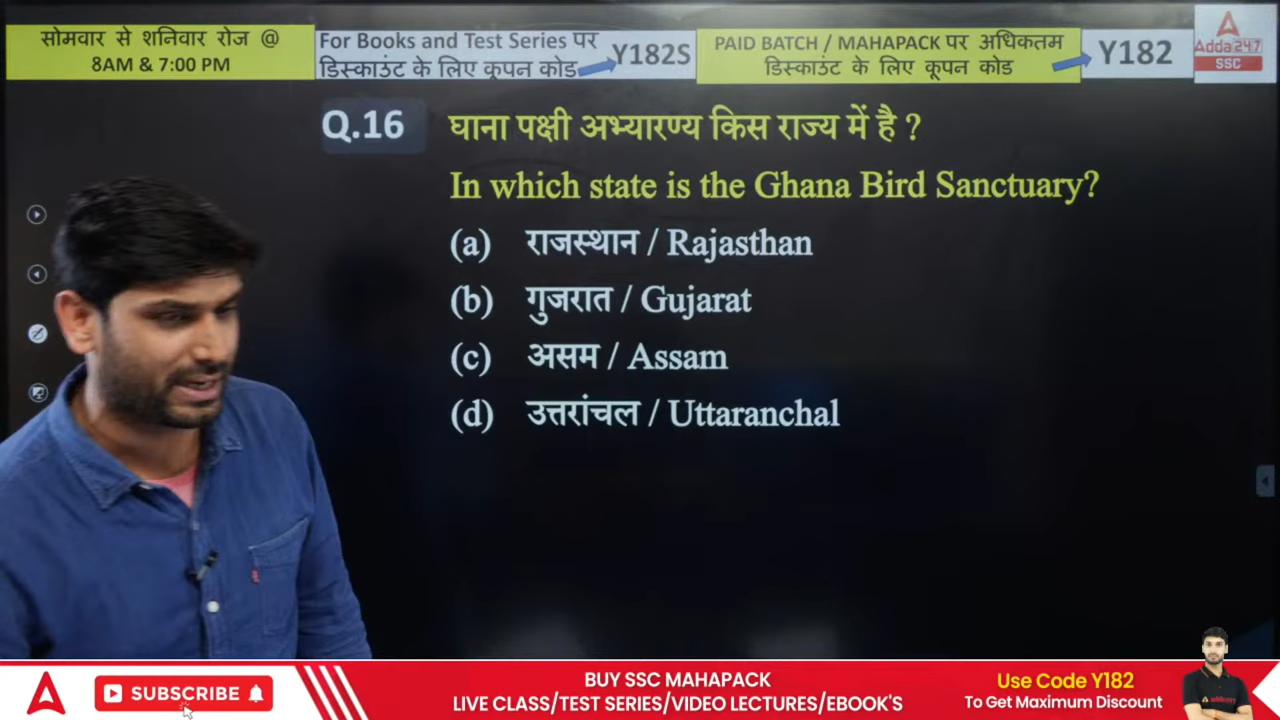 सोमवार से शनिवार रोज @
8AM & 7:00 PM
For Books and Test Series पर
डिस्काउंट के लिए कूपन कोड
Y182S
PAID BATCH / MAHAPACK पर अधिकतम
डिस्काउंट के लिए कूपन कोड
Y182
Adda 247
SSC
Q.16 घाना पक्षी अभ्यारण्य किस राज्य में है ?
In which state is the Ghana Bird Sanctuary?
(a) राजस्थान / Rajasthan
(b) गुजरात / Gujarat
(c) असम / Assam
(d) उत्तरांचल / Uttaranchal
SUBSCRIBE
BUY SSC MAHAPACK
LIVE CLASS/TEST SERIES/VIDEO LECTURES/EBOOK'S
Use Code Y182
To Get Maximum Discount